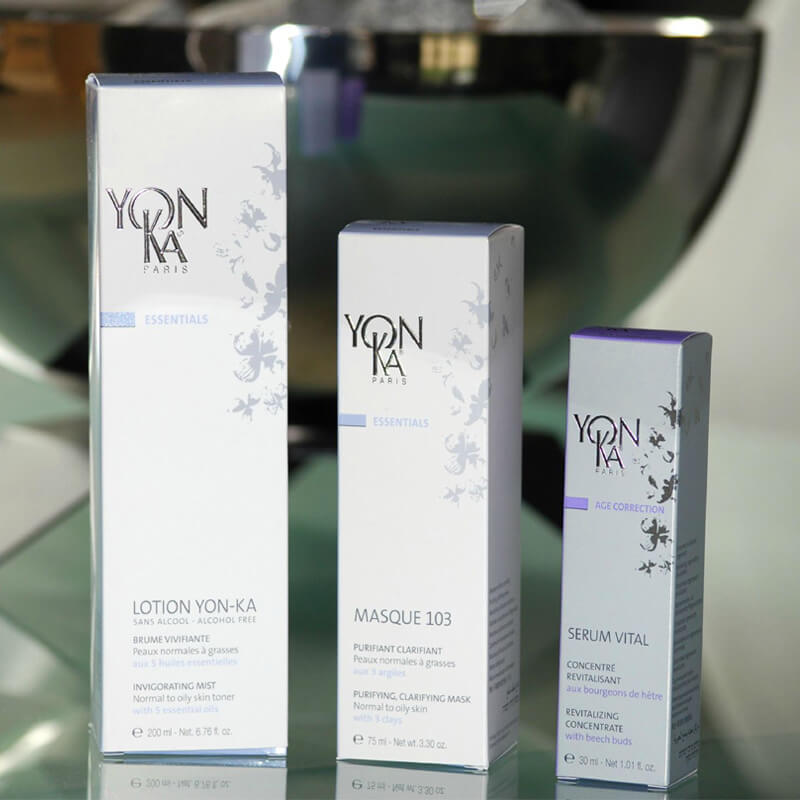 YON
KA
PARIS
ESSENTIALS
LOTION YON-KA
SANS ALCOOL - ALCOHOL FREE
BRUME VIVIFIANTE
Peaux normales à grasses
aux 5 huiles essentielles
INVIGORATING MIST
Normal to oily skin toner
with 5 essential oils
e 200 ml - Net. 6.76 fl. oz.
YON
KA
PARIS
ESSENTIALS
MASQUE 103
PURIFIANT CLARIFIANT
Peaux normales à grasses
aux 3 argiles
PURIFYING, CLARIFYING MASK
Normal to oily skin
with 3 clays
e 75 ml - Net wt. 3.30 oz.
YON
KA
PARIS
AGE CORRECTION
SERUM VITAL
CONCENTRÉ
REVITALISANT
aux bourgeons de hêtre
REVITALIZING
CONCENTRATE
with beech buds
e 30 ml - Net 1.01 fl. oz.